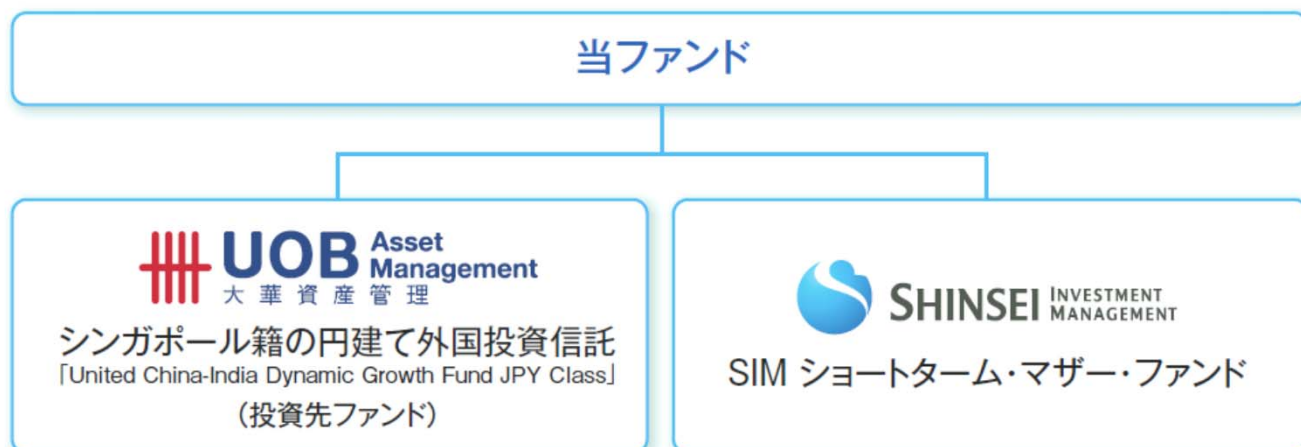 当ファンド
UOB Asset Management
大華資産管理
シンガポール籍の円建て外国投資信託
「United China-India Dynamic Growth Fund JPY Class」
(投資先ファンド)
SHINSEI INVESTMENT MANAGEMENT
SIM ショートターム・マザー・ファンド